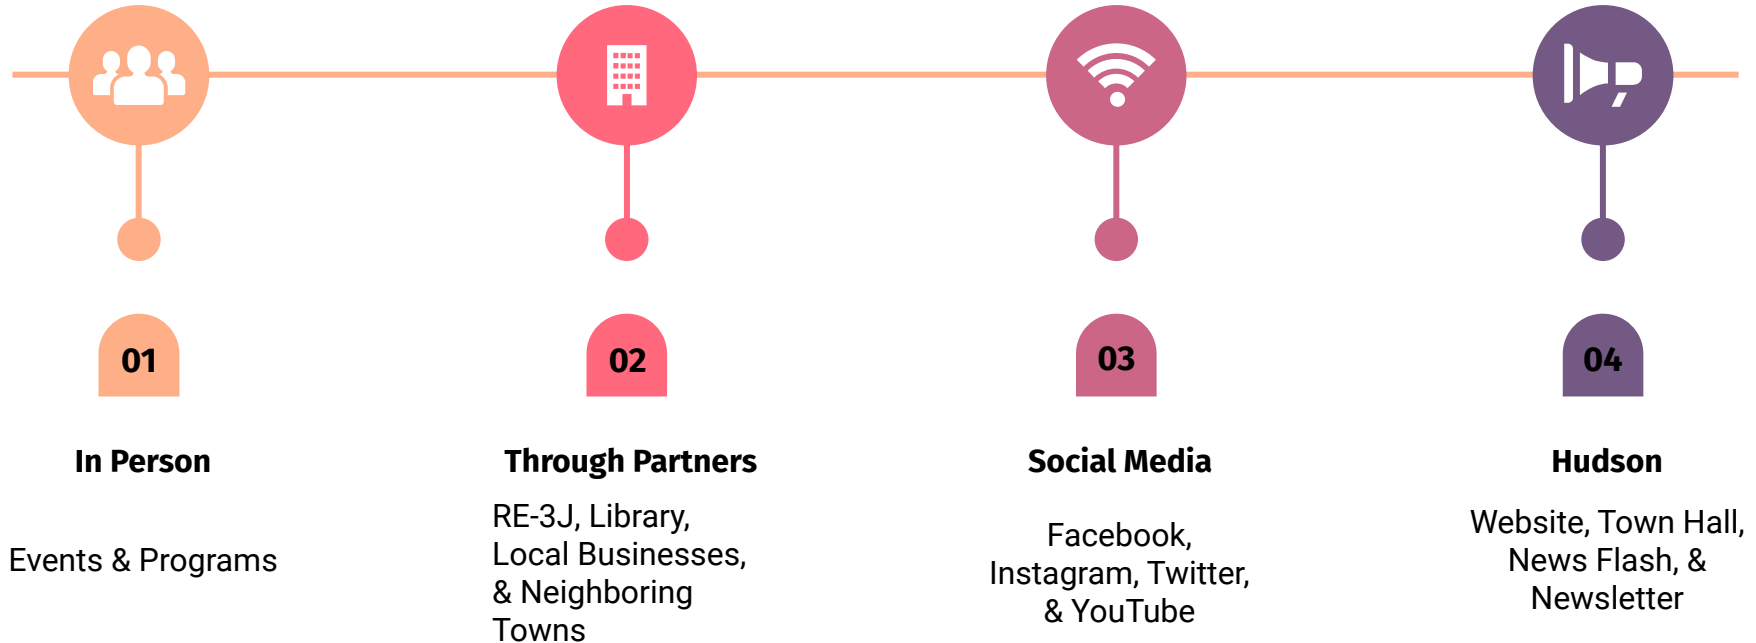 01
In Person
Events & Programs
02
Through Partners
RE-3J, Library,
Local Businesses,
& Neighboring
Towns
03
Social Media
Facebook,
Instagram, Twitter,
& YouTube
04
Hudson
Website, Town Hall,
News Flash, &
Newsletter